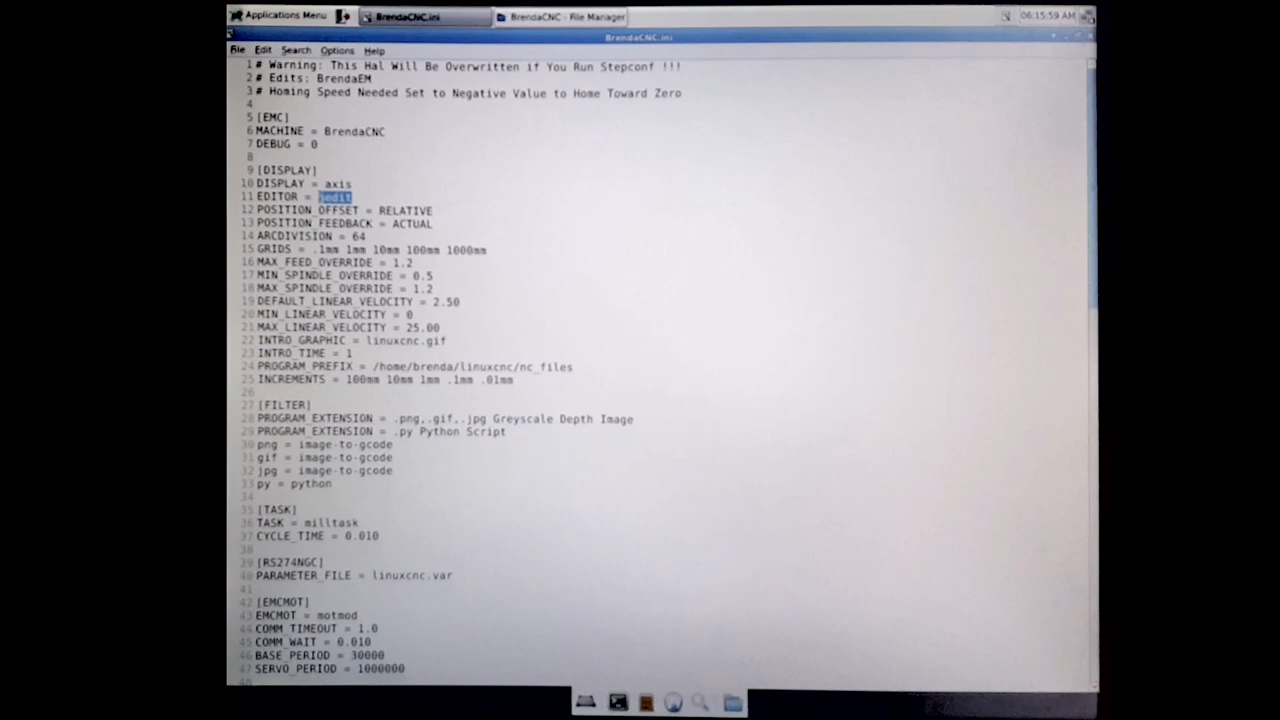 Applications Menu
BrendaCNC.ini
BrendaCNC - File Manager
06:15:59 AM
BrendaCNC.ini
File Edit Search Options Help
1 # Warning: This Hal Will Be Overwritten if You Run Stepconf !!!
2 # Edits: BrendaEM
3 # Homing Speed Needed Set to Negative Value to Home Toward Zero
4
5 [EMC]
6 MACHINE = BrendaCNC
7 DEBUG = 0
8
9 [DISPLAY]
10 DISPLAY = axis
11 EDITOR =
12 POSITION_OFFSET = RELATIVE
13 POSITION_FEEDBACK = ACTUAL
14 ARCDIVISION = 64
15 GRIDS = .1mm 1mm 10mm 100mm 1000mm
16 MAX_FEED_OVERRIDE = 1.2
17 MIN_SPINDLE_OVERRIDE = 0.5
18 MAX_SPINDLE_OVERRIDE = 1.2
19 DEFAULT_LINEAR_VELOCITY = 2.50
20 MIN_LINEAR_VELOCITY = 0
21 MAX_LINEAR_VELOCITY = 25.00
22 INTRO_GRAPHIC = linuxcnc.gif
23 INTRO_TIME = 1
24 PROGRAM_PREFIX = /home/brenda/linuxcnc/nc_files
25 INCREMENTS = 100mm 10mm 1mm .1mm .01mm
26
27 [FILTER]
28 PROGRAM_EXTENSION = .png,.gif,.jpg Greyscale Depth Image
29 PROGRAM_EXTENSION = .py Python Script
30 png = image-to-gcode
31 gif = image-to-gcode
32 jpg = image-to-gcode
33 py = python
34
35 [TASK]
36 TASK = milltask
37 CYCLE_TIME = 0.010
38
39 [RS274NGC]
40 PARAMETER_FILE = linuxcnc.var
41
42 [EMCMOT]
43 EMCMOT = motmod
44 COMM_TIMEOUT = 1.0
45 COMM_WAIT = 0.010
46 BASE_PERIOD = 30000
47 SERVO_PERIOD = 1000000
48